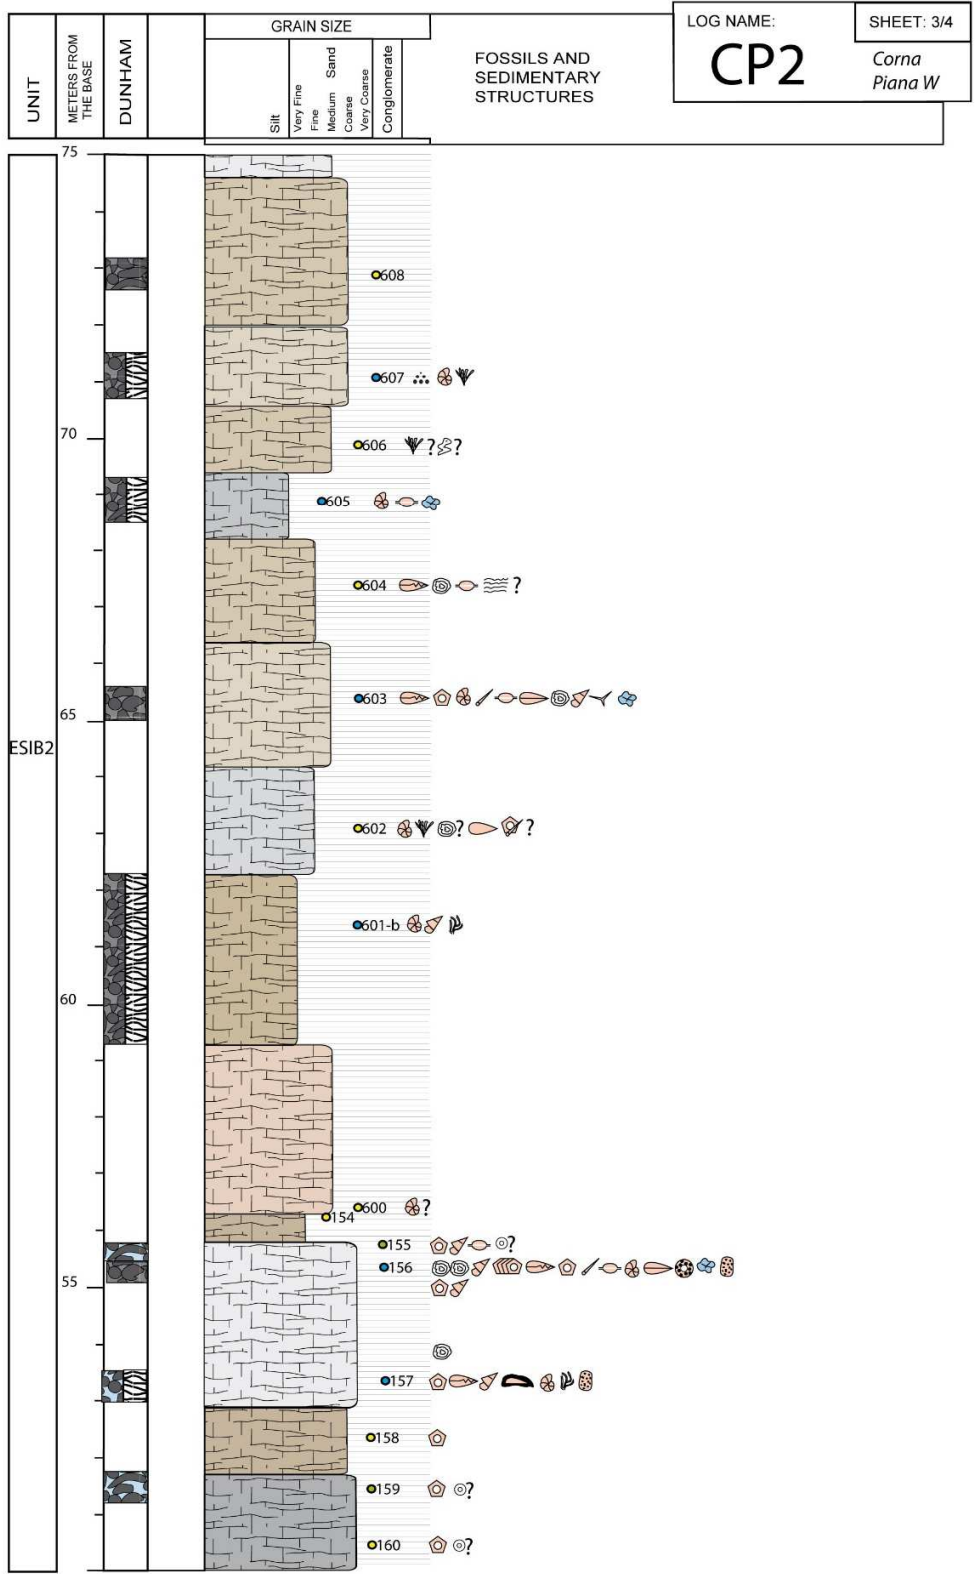 UNIT
METERS FROM
THE BASE
DUNHAM
GRAIN SIZE
Silt
Very Fine
Fine
Medium
Coarse
Very Coarse
Sand
Conglomerate
FOSSILS AND
SEDIMENTARY
STRUCTURES
LOG NAME:
CP2
SHEET: 3/4
Corna
Piana W
75
608
607
70
606 ? ?
605
604 ?
603
65
ESIB2
602 ? ?
601-b
60
600 ?
154
155 ?
156
55
157
158
159 ?
160 ?